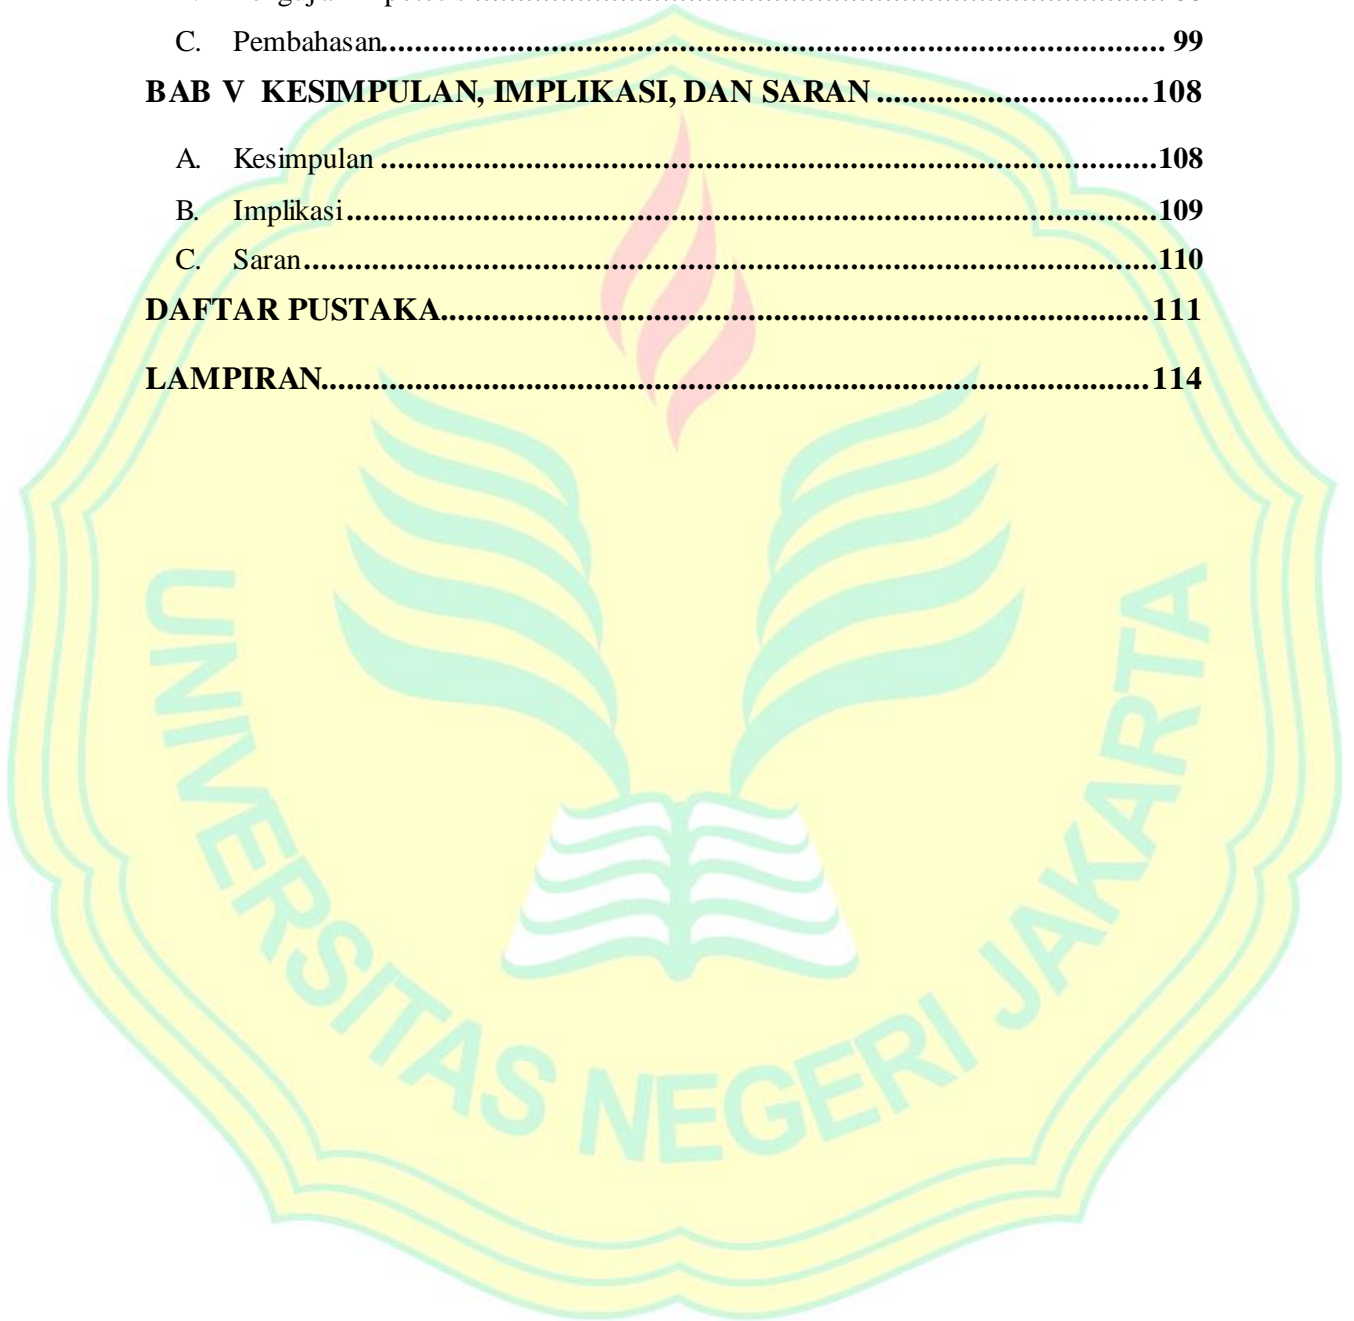 C. Pembahasan.......... 99
BAB V KESIMPULAN, IMPLIKASI, DAN SARAN ..........108
A. Kesimpulan ..........108
B. Implikasi..........109
C. Saran..........110
DAFTAR PUSTAKA..........111
LAMPIRAN..........114
UNIVERSITAS NEGERI JAKARTA